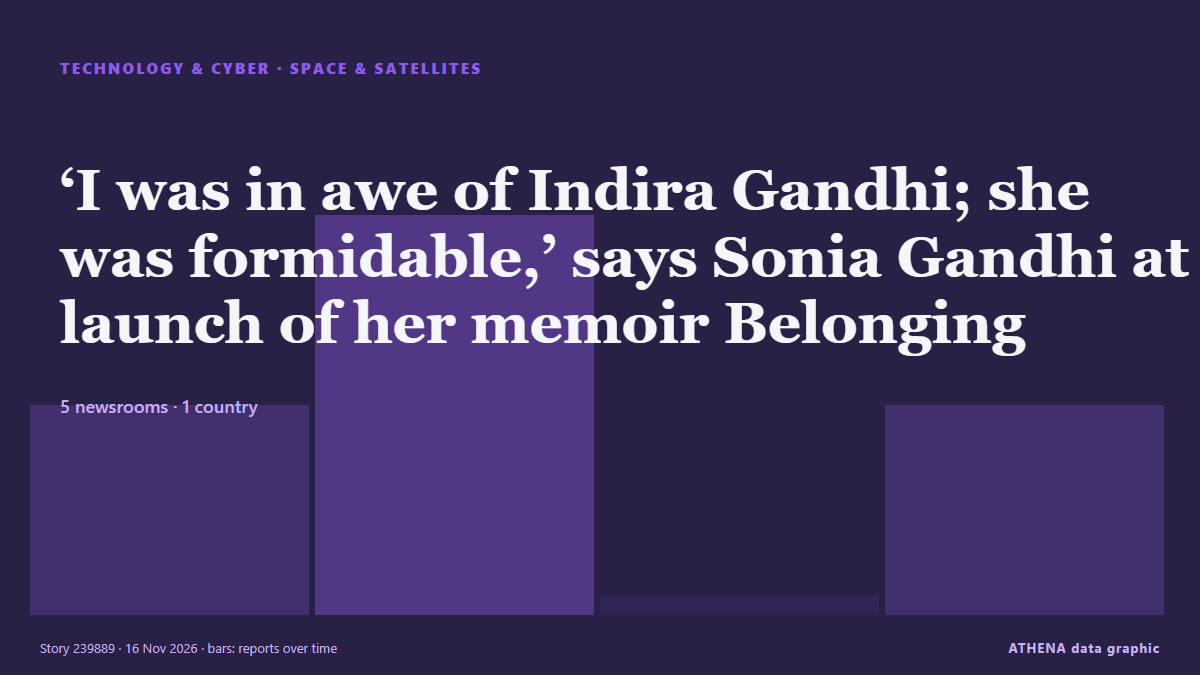 TECHNOLOGY & CYBER · SPACE & SATELLITES
‘I was in awe of Indira Gandhi; she
was formidable,’ says Sonia Gandhi at
launch of her memoir Belonging
5 newsrooms · 1 country
Story 239889 · 16 Nov 2026 · bars: reports over time
ATHENA data graphic